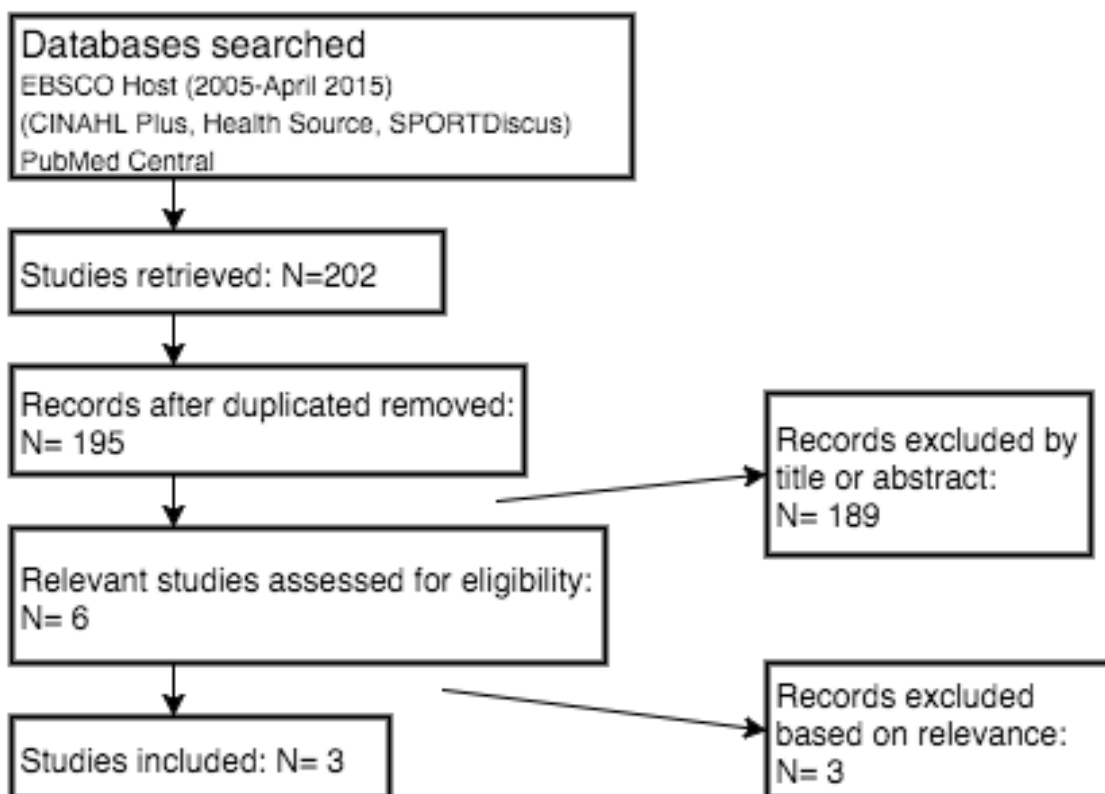 Databases searched
EBSCO Host (2005-April 2015)
(CINAHL Plus, Health Source, SPORTDiscus)
PubMed Central
Studies retrieved: N=202
Records after duplicated removed:
N= 195
Records excluded by
title or abstract:
N= 189
Relevant studies assessed for eligibility:
N= 6
Records excluded
based on relevance:
N= 3
Studies included: N= 3